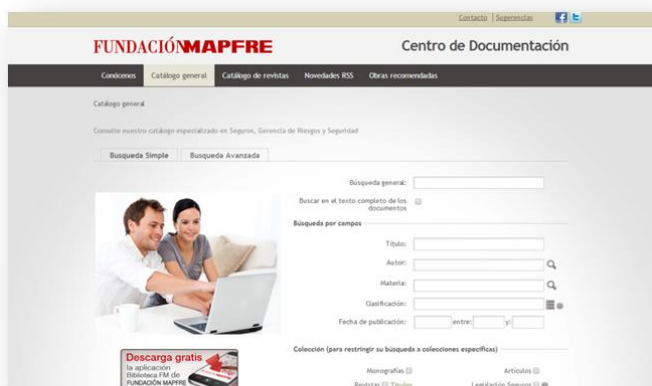 Contacto | Sugerencias
FUNDACIÓNMAPFRE
Centro de Documentación
Conócenos Catálogo general Catálogo de revistas Novedades RSS Obras recomendadas
Catálogo general
Consulte nuestro catálogo especializado en Seguros, Gerencia de Riesgos y Seguridad
Busqueda Simple Busqueda Avanzada
Búsqueda general:
Buscar en el texto completo de los
documentos
Búsqueda por campos
Título:
Autor:
Materia:
Clasificación:
Fecha de publicación: entre: y:
Colección (para restringir su búsqueda a colecciones específicas)
Monografías Artículos
Revistas Títulos Legislación Seguros
Descarga gratis
la aplicación
Biblioteca FM de
FUNDACIÓN MAPFRE